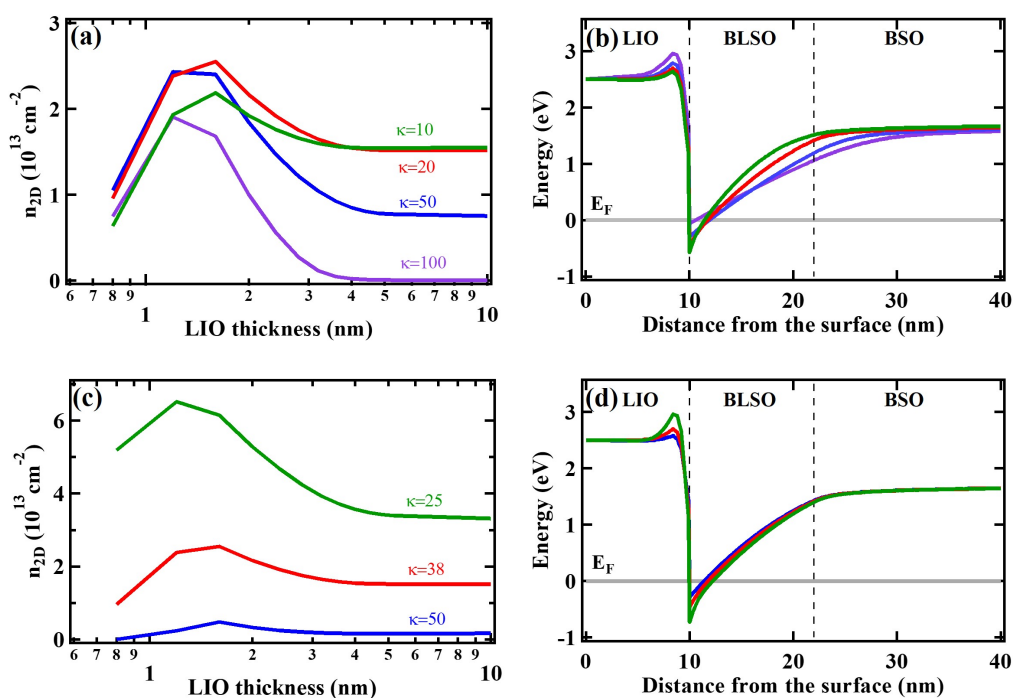 (a)
3
2
1
0
n2D (10^13 cm^-2)
κ=10
κ=20
κ=50
κ=100
6 7 8 9 1 2 3 4 5 6 7 8 9 10
LIO thickness (nm)
(b) LIO BLSO BSO
3
2
1
0
-1
Energy (eV)
EF
0 10 20 30 40
Distance from the surface (nm)
(c)
6
4
2
0
n2D (10^13 cm^-2)
κ=25
κ=38
κ=50
6 7 8 9 1 2 3 4 5 6 7 8 9 10
LIO thickness (nm)
(d) LIO BLSO BSO
3
2
1
0
-1
Energy (eV)
EF
0 10 20 30 40
Distance from the surface (nm)